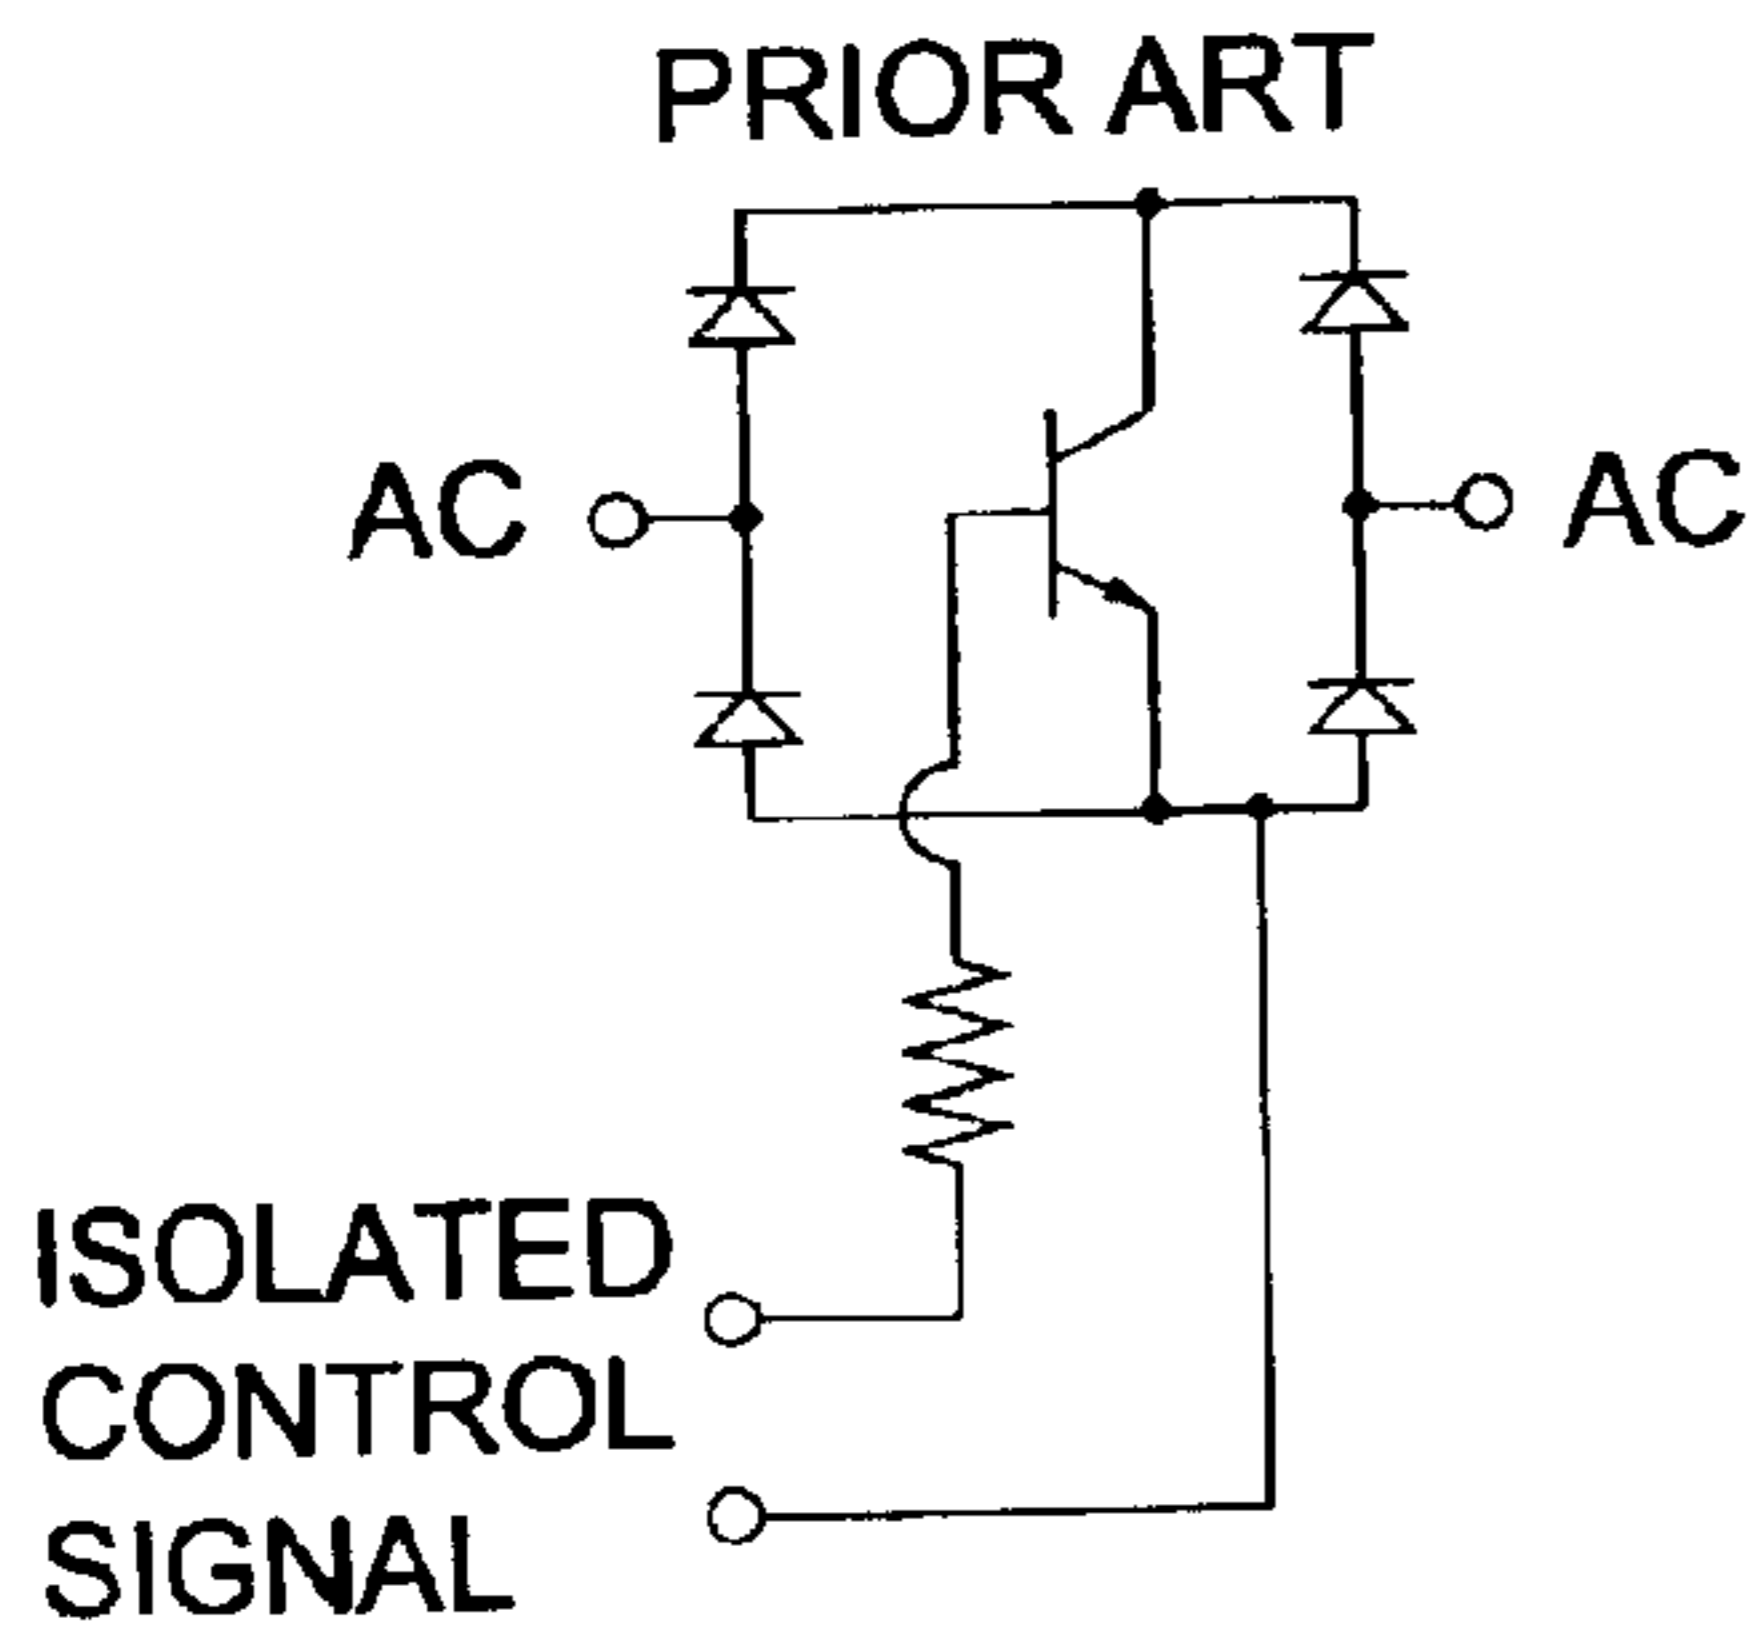 PRIOR ART
AC
AC
ISOLATED
CONTROL
SIGNAL